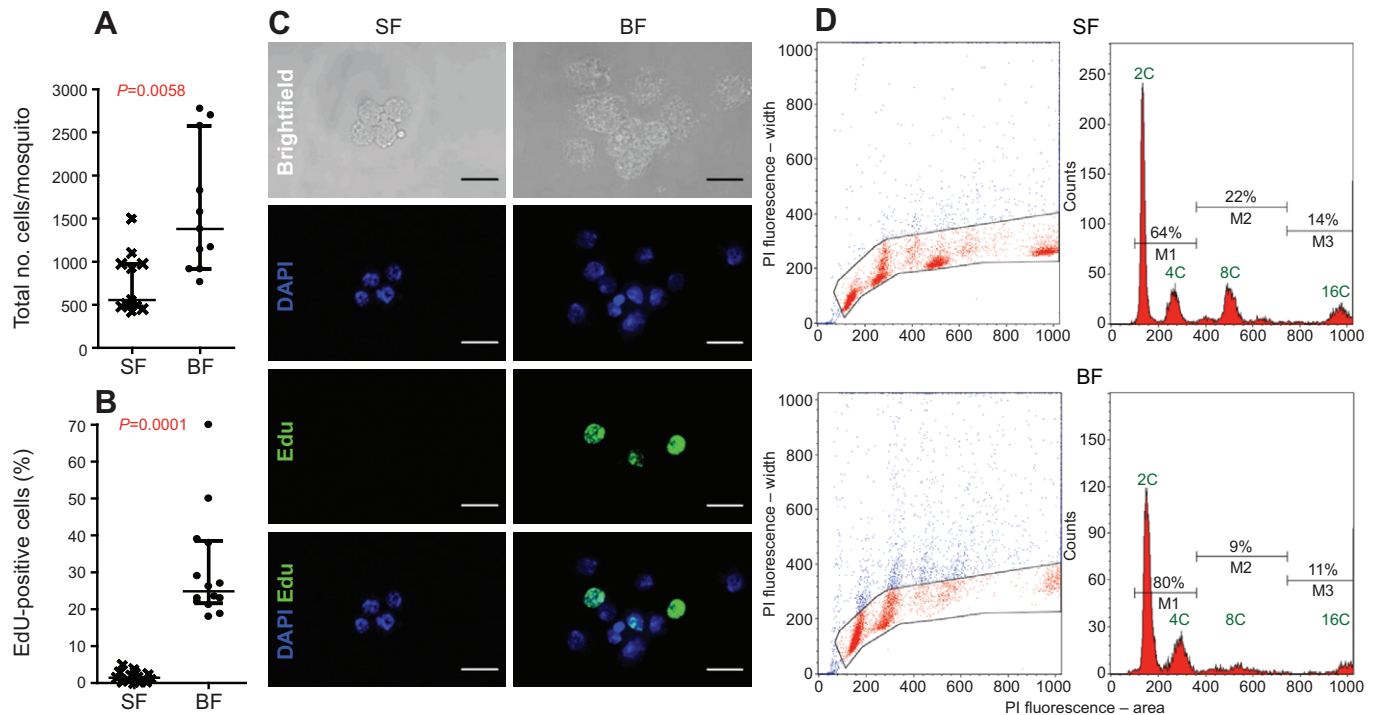 A
P=0.0058
Total no. cells/mosquito
3000
2500
2000
1500
1000
500
0
SF BF
B
P=0.0001
EdU-positive cells (%)
70
60
50
40
30
20
10
0
SF BF
C
SF BF
Brightfield
DAPI
Edu
DAPI Edu
D
SF
PI fluorescence – width
1000
800
600
400
200
0
0 200 400 600 800 1000
Counts
250
200
150
100
50
0
2C
64%
M1
4C
22%
M2
8C
14%
M3
16C
0 200 400 600 800 1000
BF
PI fluorescence – width
1000
800
600
400
200
0
0 200 400 600 800 1000
Counts
150
120
90
60
30
0
2C
80%
M1
4C
9%
M2
8C
11%
M3
16C
0 200 400 600 800 1000
PI fluorescence – area